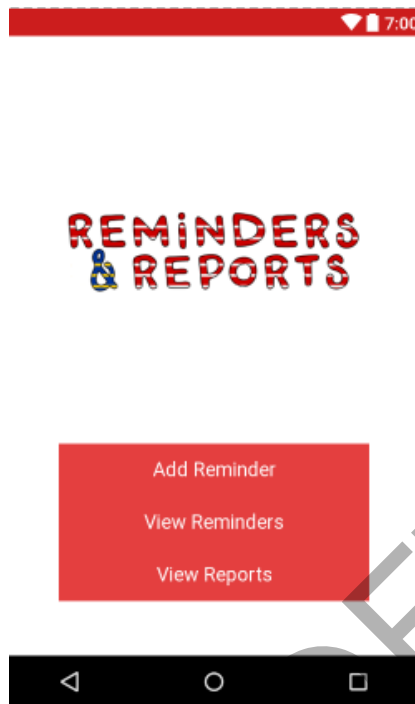 7:00
REMINDERS
& REPORTS
Add Reminder
View Reminders
View Reports